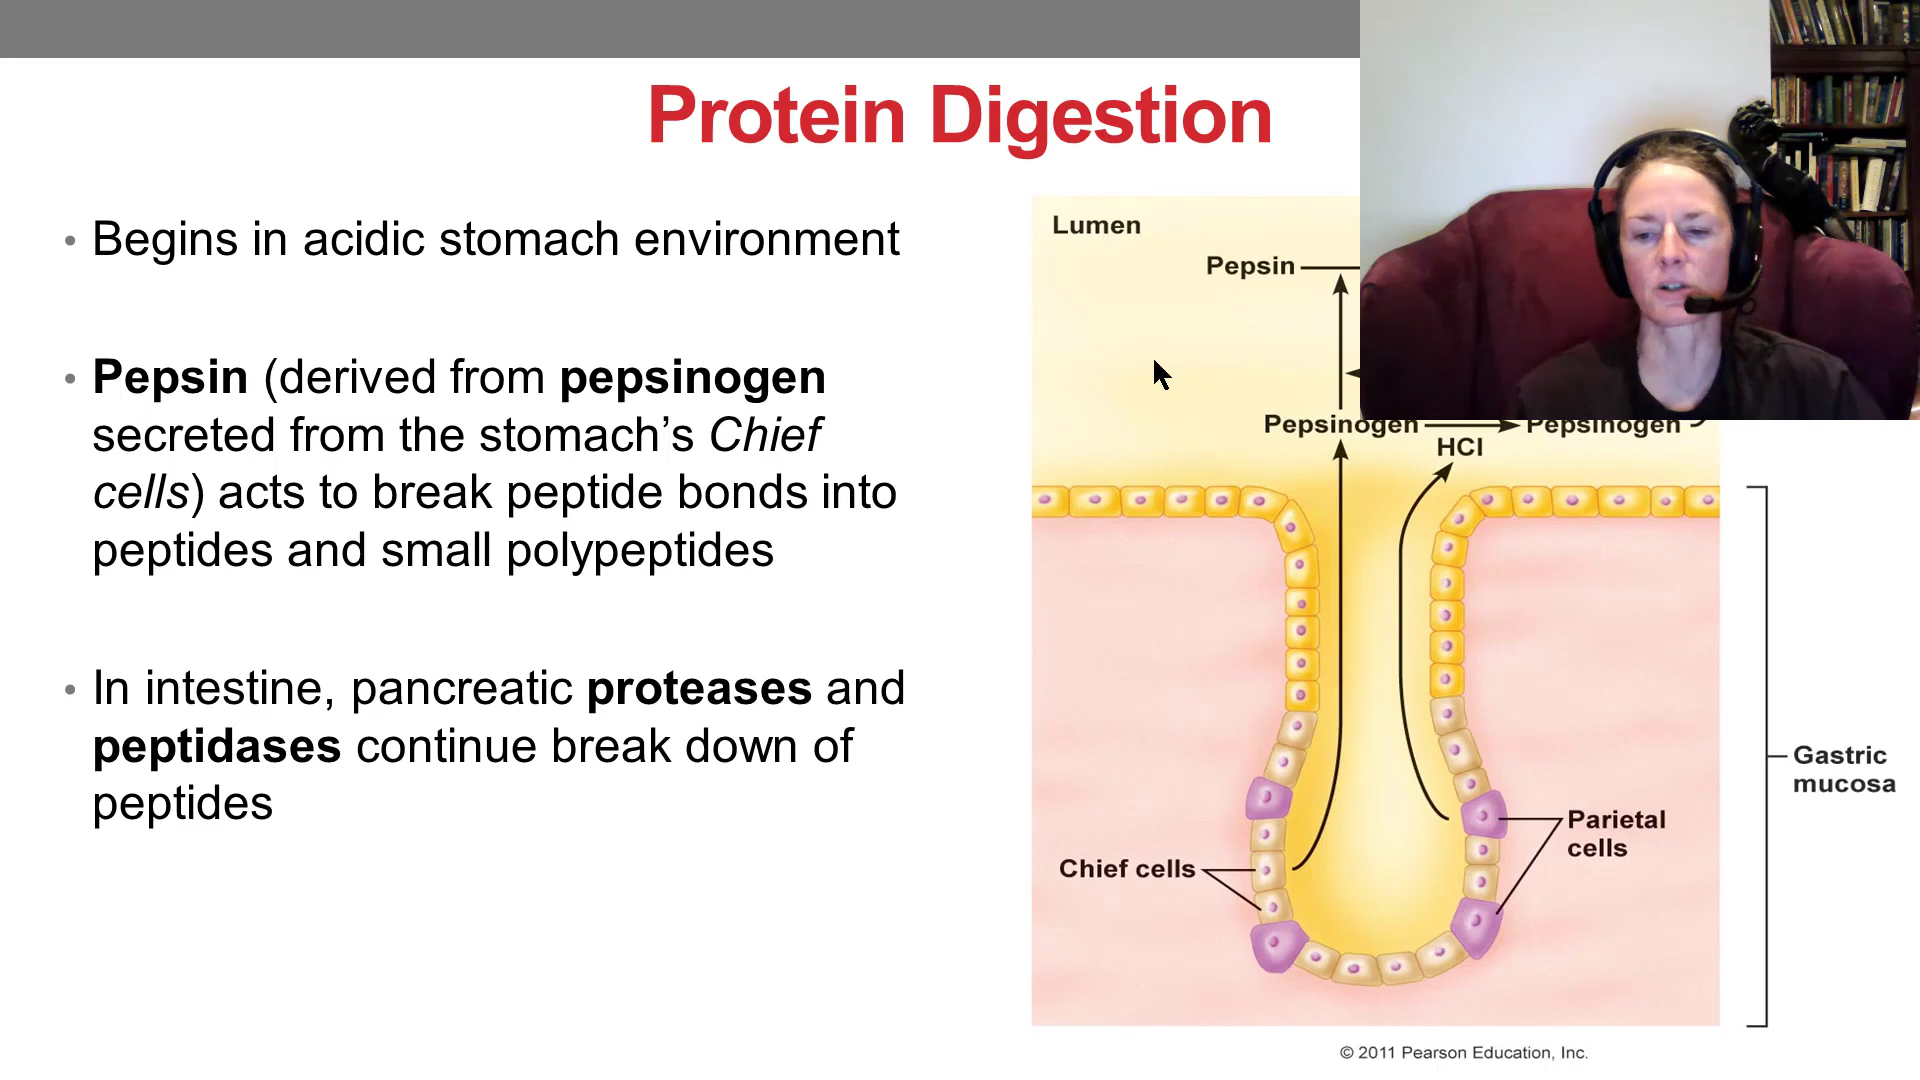 Protein Digestion
• Begins in acidic stomach environment
• Pepsin (derived from pepsinogen
secreted from the stomach’s Chief
cells) acts to break peptide bonds into
peptides and small polypeptides
• In intestine, pancreatic proteases and
peptidases continue break down of
peptides
Lumen
Pepsin
Pepsinogen
Pepsinogen
HCl
Gastric
mucosa
Parietal
cells
Chief cells
© 2011 Pearson Education, Inc.